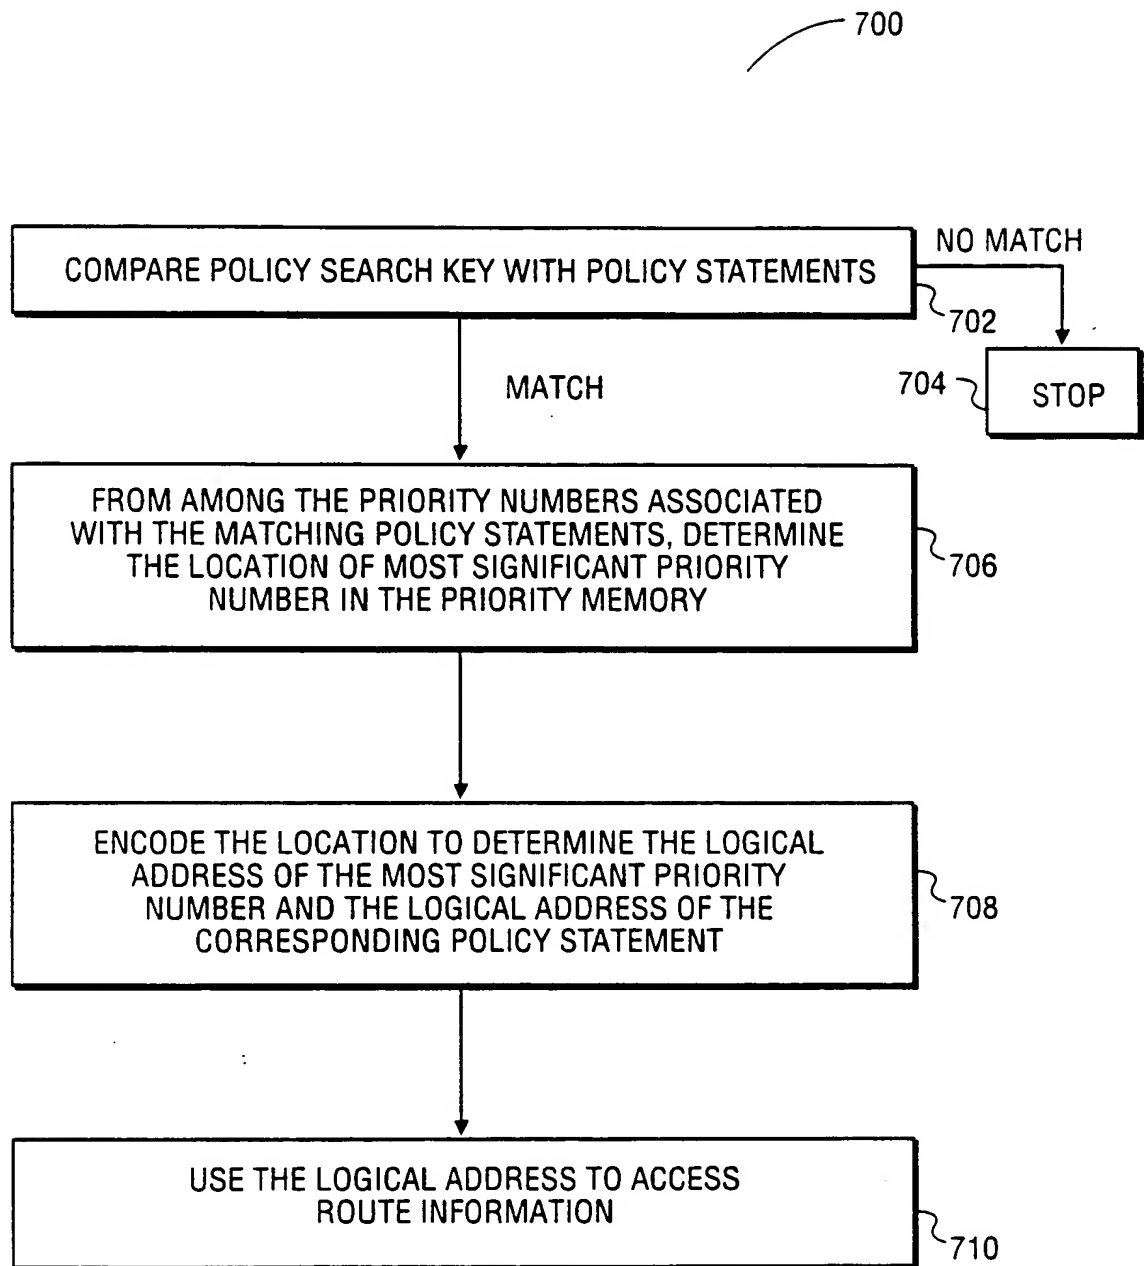 700
COMPARE POLICY SEARCH KEY WITH POLICY STATEMENTS
NO MATCH
702
704
STOP
MATCH
FROM AMONG THE PRIORITY NUMBERS ASSOCIATED
WITH THE MATCHING POLICY STATEMENTS, DETERMINE
THE LOCATION OF MOST SIGNIFICANT PRIORITY
NUMBER IN THE PRIORITY MEMORY
706
ENCODE THE LOCATION TO DETERMINE THE LOGICAL
ADDRESS OF THE MOST SIGNIFICANT PRIORITY
NUMBER AND THE LOGICAL ADDRESS OF THE
CORRESPONDING POLICY STATEMENT
708
USE THE LOGICAL ADDRESS TO ACCESS
ROUTE INFORMATION
710